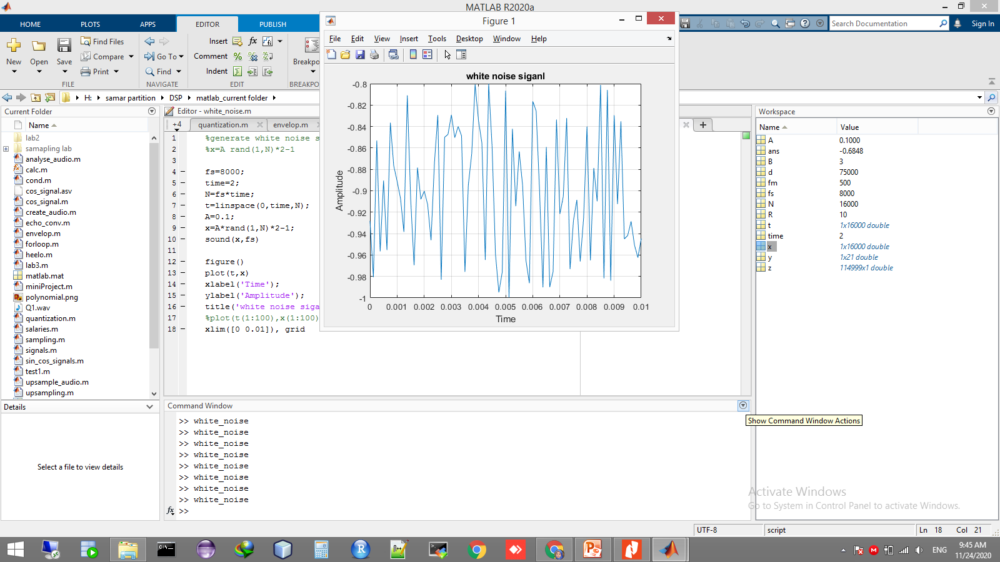 MATLAB R2020a
HOME PLOTS APPS EDITOR PUBLISH
Search Documentation Sign In
New Open Save
Find Files
Compare
Print
FILE
Go To
Find
NAVIGATE
Insert fx
Comment
Indent
EDIT
Breakpo
BREAKPO
H: samar partition DSP matlab_current folder
Current Folder
Name
lab2
samapling lab
analyse_audio.m
calc.m
cond.m
cos_signal.asv
cos_signal.m
create_audio.m
echo_conv.m
envelop.m
forloop.m
heelo.m
lab3.m
matlab.mat
miniProject.m
polynomial.png
Q1.wav
quantization.m
salaries.m
sampling.m
signals.m
sin_cos_signals.m
test1.m
upsample_audio.m
upsampling.m
Details
Select a file to view details
Editor - white_noise.m
+4 quantization.m envelop.m
1 %generate white noise s
2 %x=A rand(1,N)*2-1
3
4 fs=8000;
5 time=2;
6 N=fs*time;
7 t=linspace(0,time,N);
8 A=0.1;
9 x=A*rand(1,N)*2-1;
10 sound(x,fs)
11
12 figure()
13 plot(t,x)
14 xlabel('Time');
15 ylabel('Amplitude');
16 title('white noise siga
17 %plot(t(1:100),x(1:100)
18 xlim([0 0.01]), grid
Figure 1
File Edit View Insert Tools Desktop Window Help
white noise siganl
Amplitude
-0.8
-0.82
-0.84
-0.86
-0.88
-0.9
-0.92
-0.94
-0.96
-0.98
-1
0 0.001 0.002 0.003 0.004 0.005 0.006 0.007 0.008 0.009 0.01
Time
Command Window
>> white_noise
>> white_noise
>> white_noise
>> white_noise
>> white_noise
>> white_noise
>> white_noise
>> white_noise
fx >>
Show Command Window Actions
Workspace
Name Value
A 0.1000
ans -0.6848
B 3
d 75000
fm 500
fs 8000
N 16000
R 10
t 1x16000 double
time 2
x 1x16000 double
y 1x21 double
z 114999x1 double
Activate Windows
Go to System in Control Panel to activate Windows.
UTF-8 script Ln 18 Col 21
ENG
9:45 AM
11/24/2020